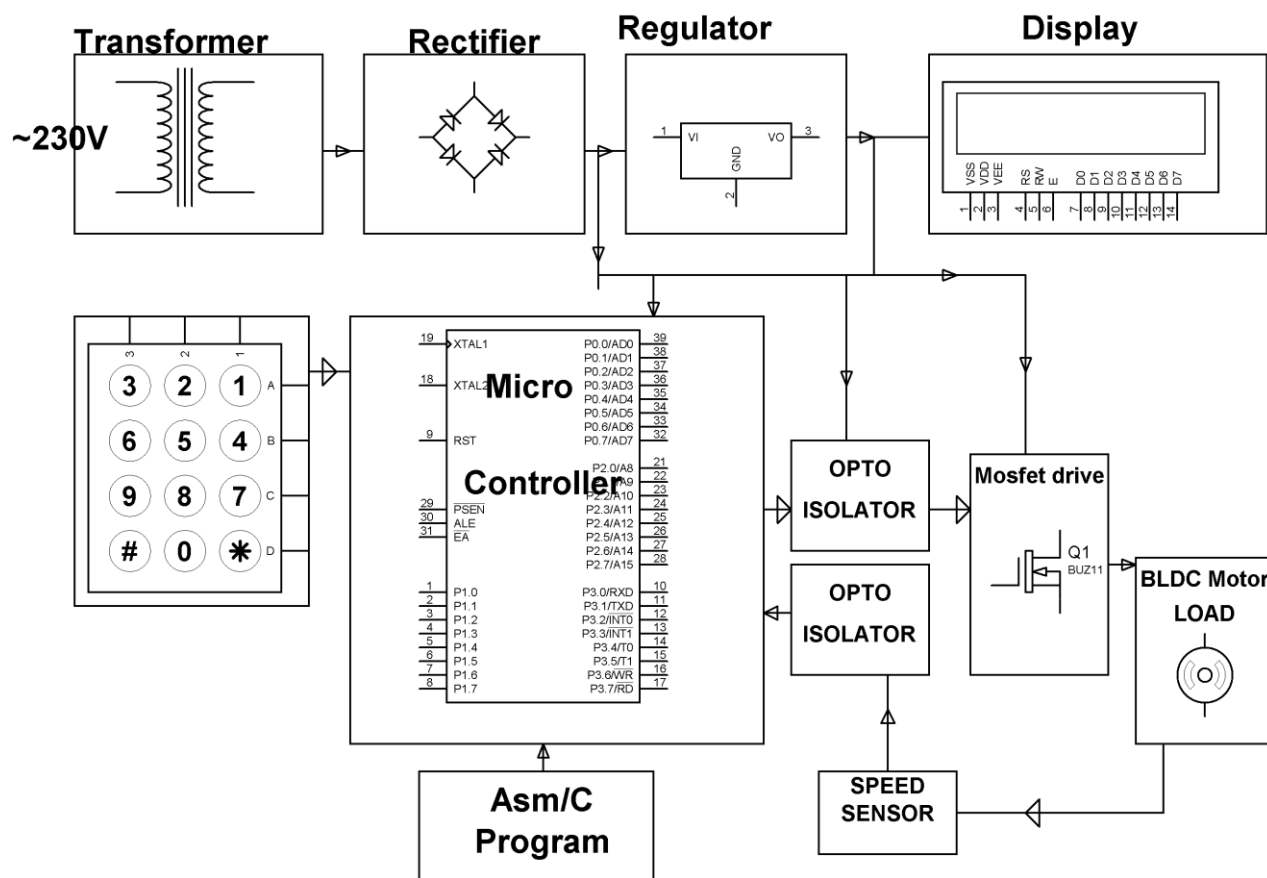 Transformer
Rectifier
Regulator
Display
~230V
1
VI
VO
3
GND
2
VSS
VDD
VEE
RS
RW
E
D0
D1
D2
D3
D4
D5
D6
D7
1
2
3
4
5
6
7
8
9
10
11
12
13
14
3
2
1
3 2 1 A
6 5 4 B
9 8 7 C
# 0 * D
Micro
Controller
19 XTAL1
18 XTAL2
9 RST
29 PSEN
30 ALE
31 EA
1 P1.0
2 P1.1
3 P1.2
4 P1.3
5 P1.4
6 P1.5
7 P1.6
8 P1.7
P0.0/AD0 39
P0.1/AD1 38
P0.2/AD2 37
P0.3/AD3 36
P0.4/AD4 35
P0.5/AD5 34
P0.6/AD6 33
P0.7/AD7 32
P2.0/A8 21
/A9 22
P2.2/A10 23
P2.3/A11 24
P2.4/A12 25
P2.5/A13 26
P2.6/A14 27
P2.7/A15 28
P3.0/RXD 10
P3.1/TXD 11
P3.2/INT0 12
P3.3/INT1 13
P3.4/T0 14
P3.5/T1 15
P3.6/WR 16
P3.7/RD 17
OPTO
ISOLATOR
OPTO
ISOLATOR
Mosfet drive
Q1
BUZ11
BLDC Motor
LOAD
SPEED
SENSOR
Asm/C
Program